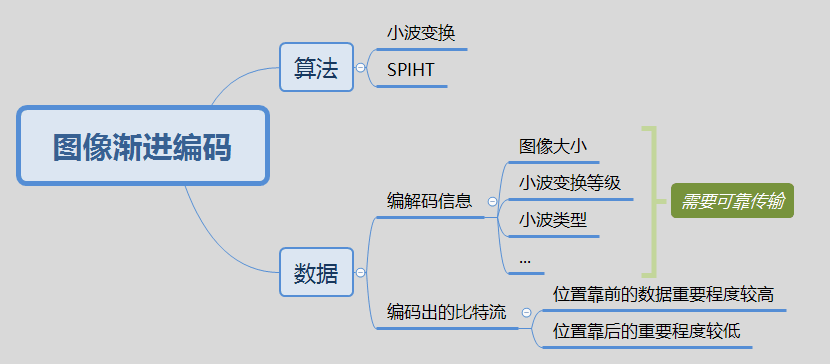 图像渐进编码
算法
小波变换
SPIHT
数据
编解码信息
图像大小
小波变换等级
小波类型
...
需要可靠传输
编码出的比特流
位置靠前的数据重要程度较高
位置靠后的重要程度较低